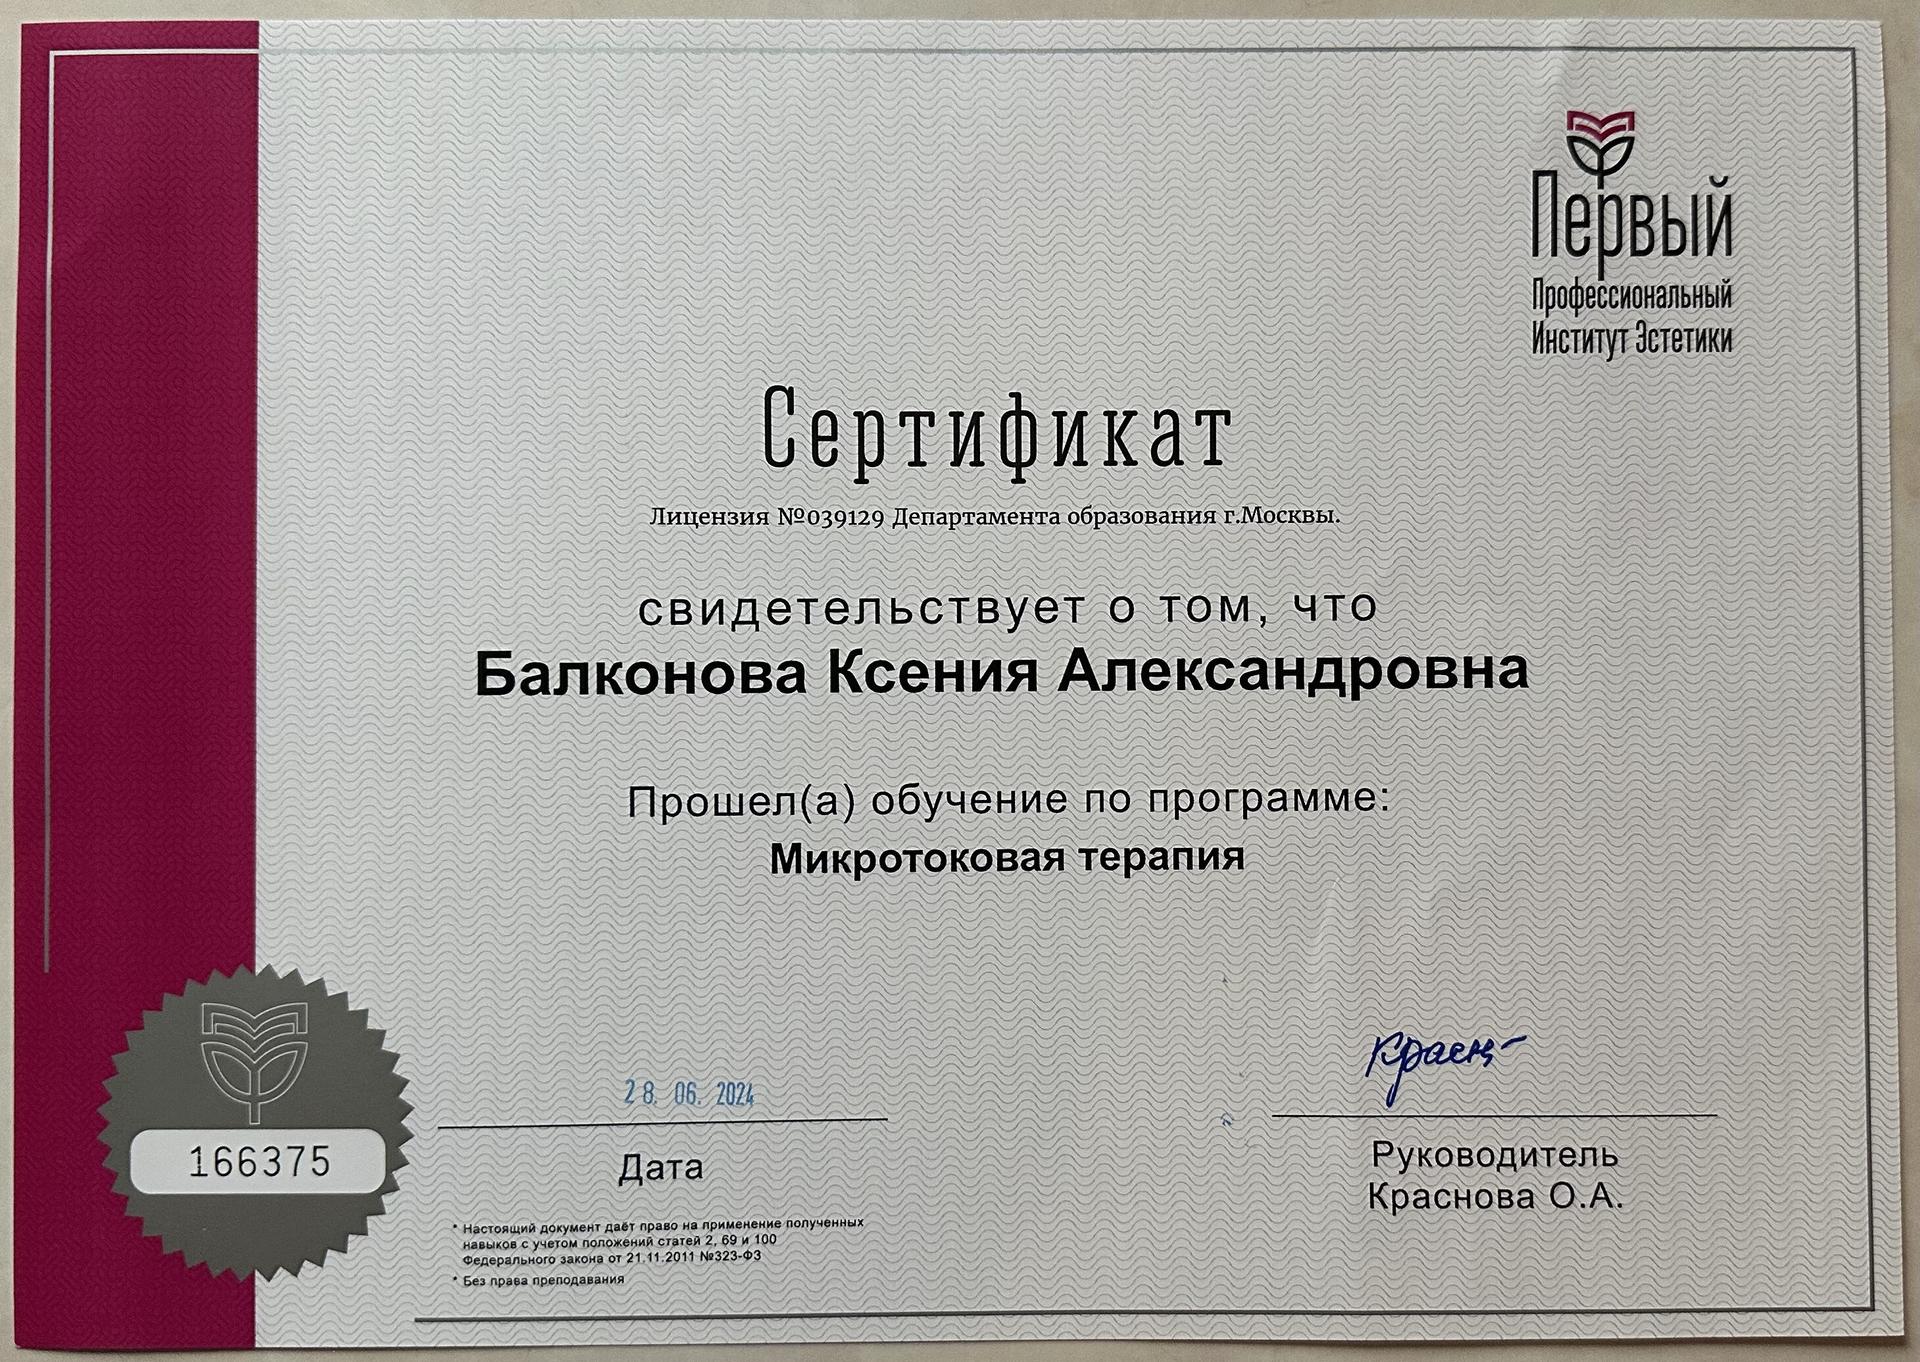 Первый
Профессиональный
Институт Эстетики
Сертификат
Лицензия №039129 Департамента образования г.Москвы.
свидетельствует о том, что
Балконова Ксения Александровна
Прошел(а) обучение по программе:
Микротоковая терапия
28. 06. 2024
Дата
Руководитель
Краснова О.А.
166375
* Настоящий документ даёт право на применение полученных
навыков с учетом положений статей 2, 69 и 100
Федерального закона от 21.11.2011 №323-ФЗ
* Без права преподавания